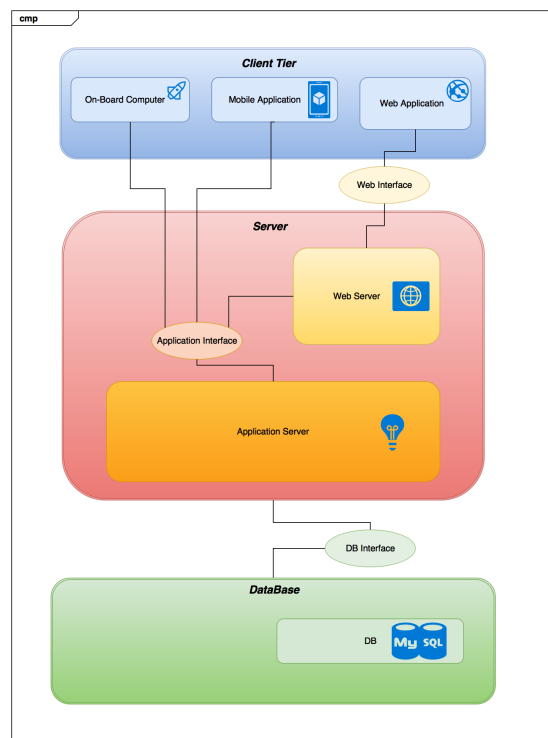 cmp
Client Tier
On-Board Computer
Mobile Application
Web Application
Web Interface
Server
Web Server
Application Interface
Application Server
DB Interface
DataBase
DB
My SQL